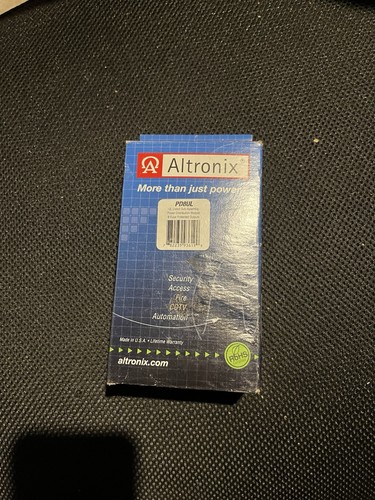 Altronix®
More than just power
PD8UL
Security
Access
Fire
CCTV
Automation
Made in U.S.A. • Lifetime Warranty
altronix.com
RoHS